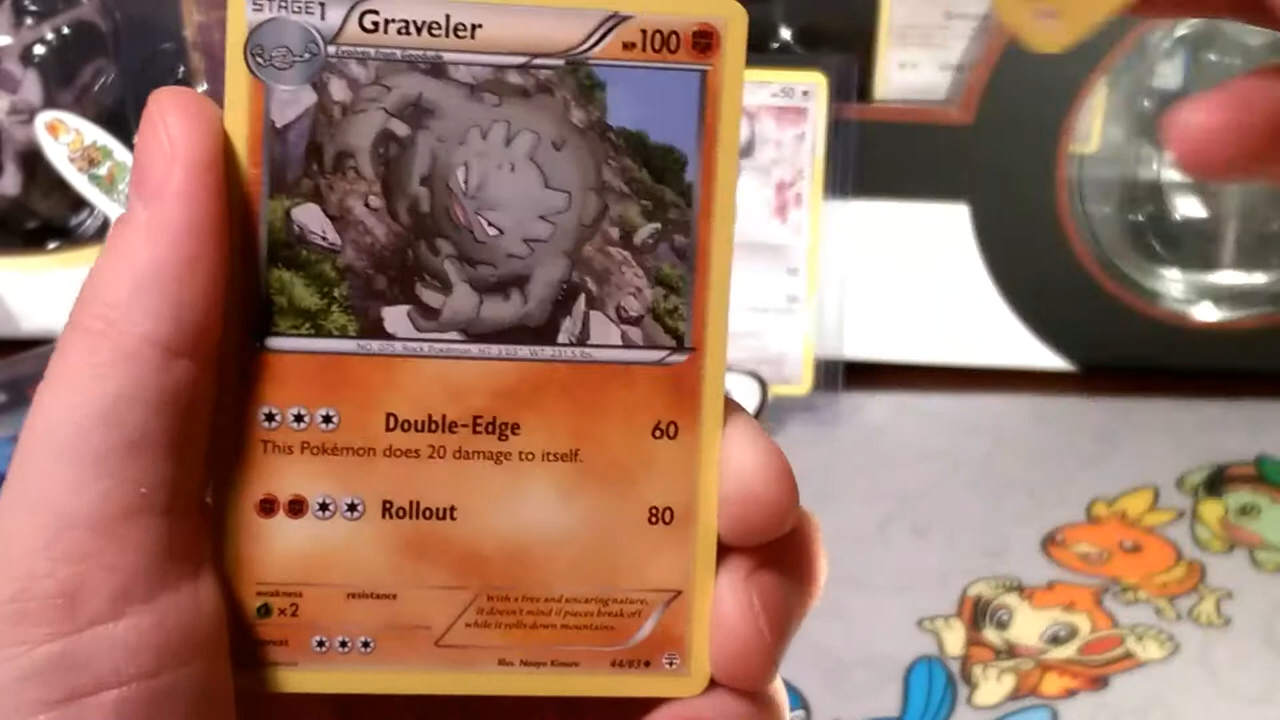 STAGE1
Graveler
HP100
Evolves from Geodude
HP50
NO. 075 Rock Pokémon HT: 3'03" WT: 231.5 lbs.
Double-Edge 60
This Pokémon does 20 damage to itself.
Rollout 80
weakness resistance
×2
With a free and uncaring nature,
it doesn't mind if pieces break off
while it rolls down mountains.
retreat
Illus. Naoyo Kimura 44/83